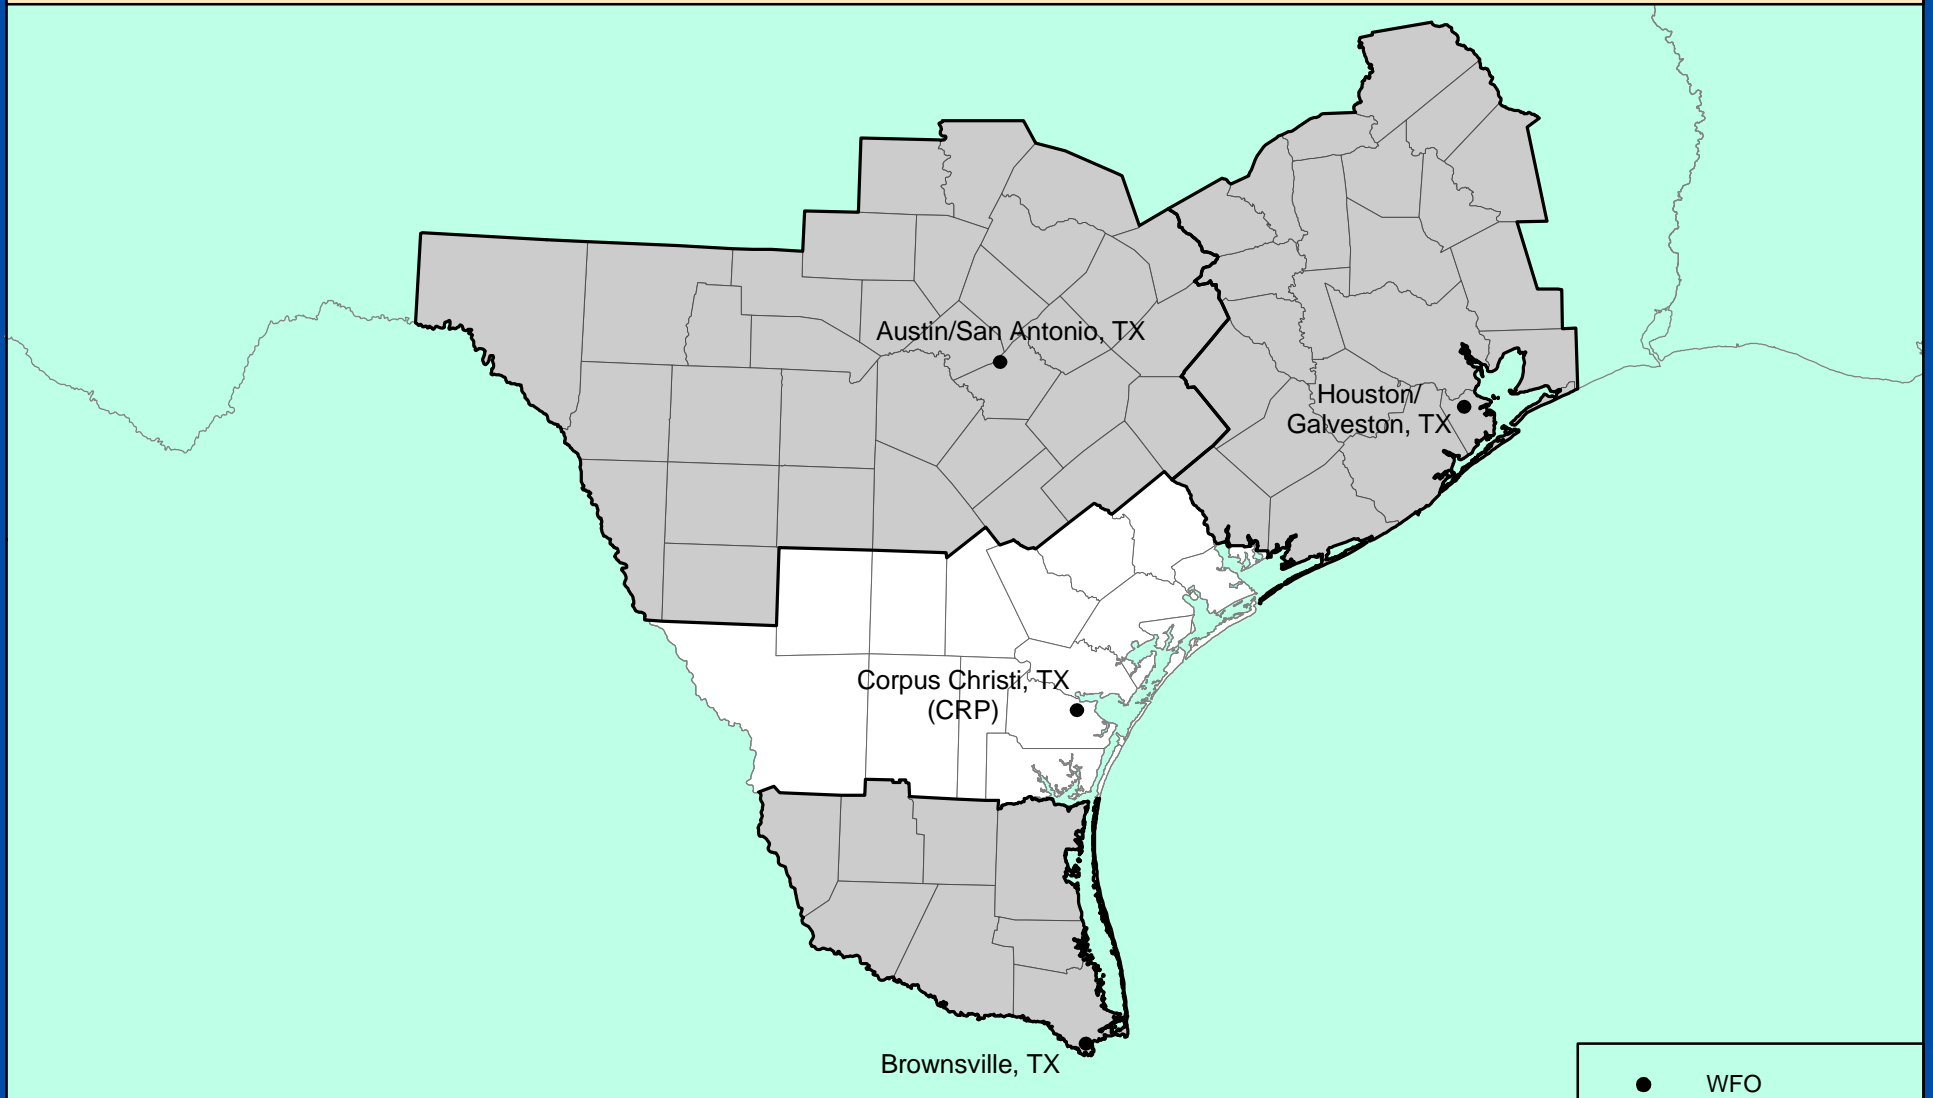 Austin/San Antonio, TX
Houston/
Galveston, TX
Corpus Christi, TX
(CRP)
Brownsville, TX
WFO